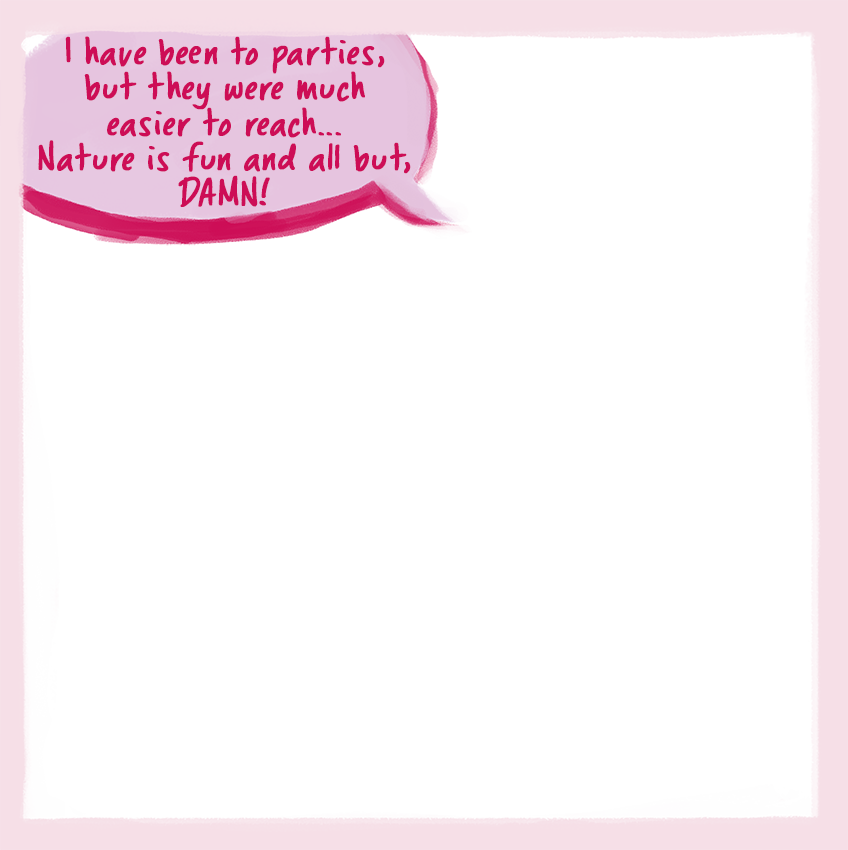 I have been to parties,
but they were much
easier to reach...
Nature is fun and all but,
DAMN!